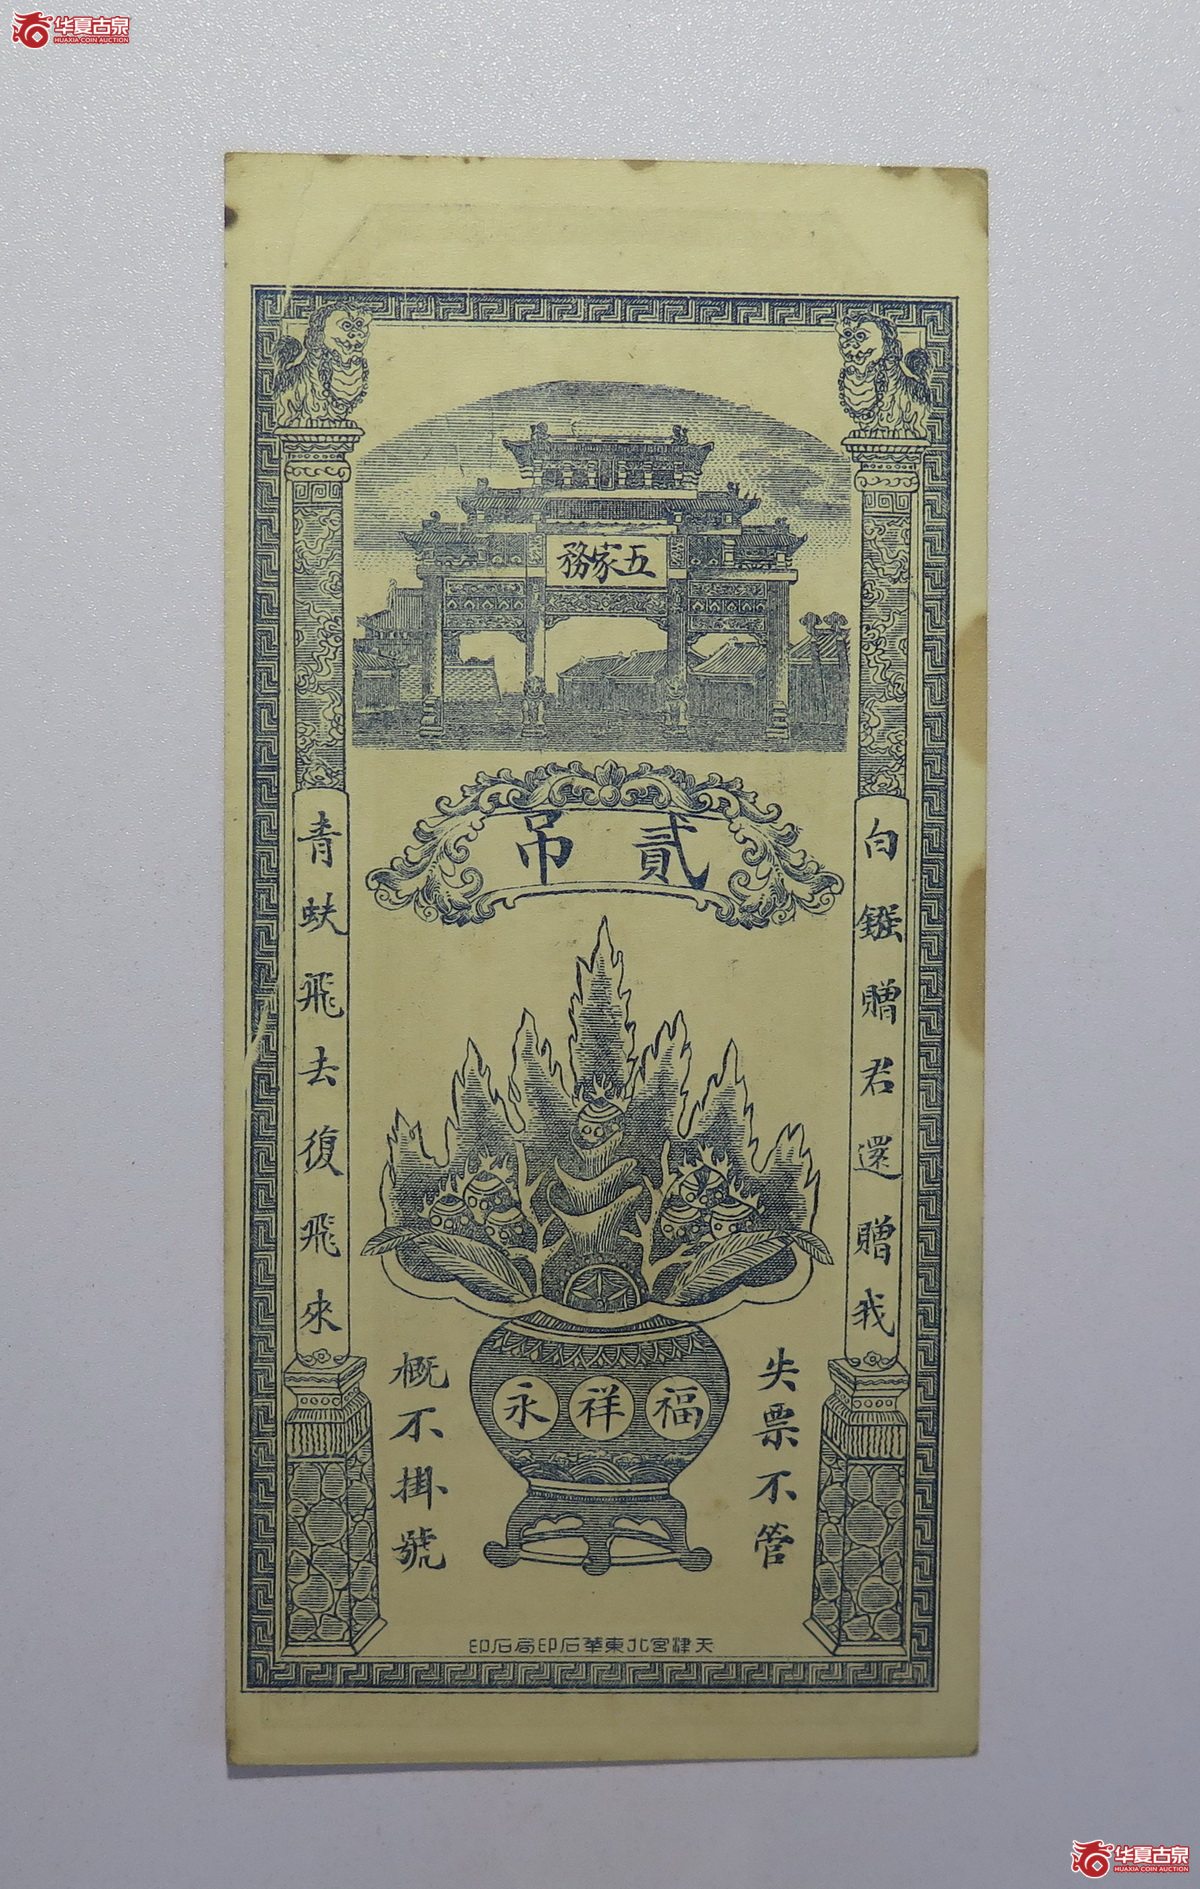 华夏古泉
HUAXIA COIN AUCTION
五家務
貳吊
白鏹贈君還贈我
青蚨飛去復飛來
失票不管
概不掛號
福祥永
天津宮北東華石印局石印
华夏古泉
HUAXIA COIN AUCTION